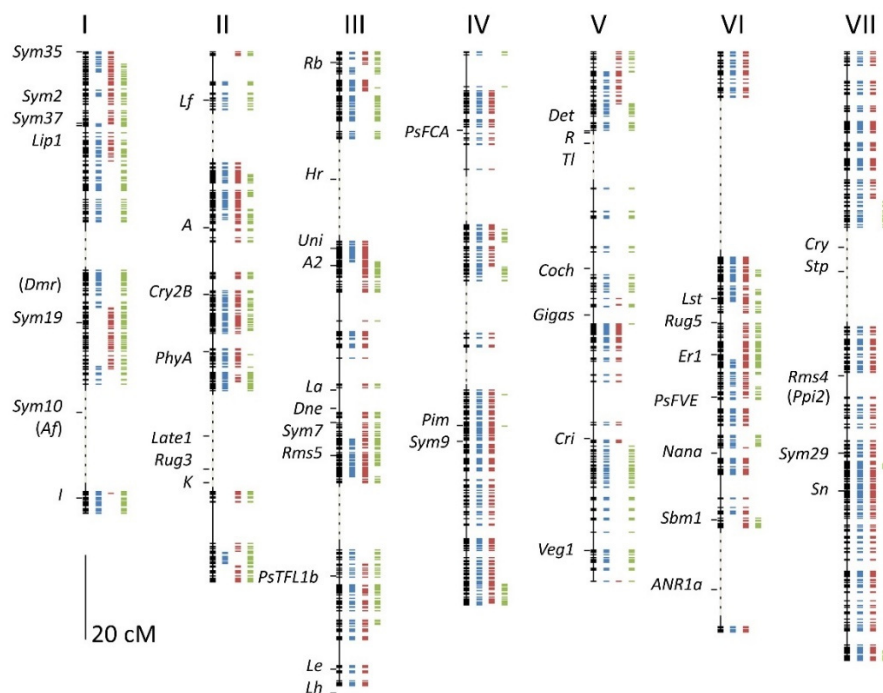 I II III IV V VI VII
Sym35
Sym2
Sym37
Lip1
(Dmr)
Sym19
Sym10
(Af)
I
20 cM
Lf
A
Cry2B
PhyA
Late1
Rug3
K
Rb
Hr
Uni
A2
La
Dne
Sym7
Rms5
PsTFL1b
Le
Lh
PsFCA
Pim
Sym9
Det
R
Tl
Coch
Gigas
Cri
Veg1
Lst
Rug5
Er1
PsFVE
Nana
Sbm1
ANR1a
Cry
Stp
Rms4
(Ppi2)
Sym29
Sn